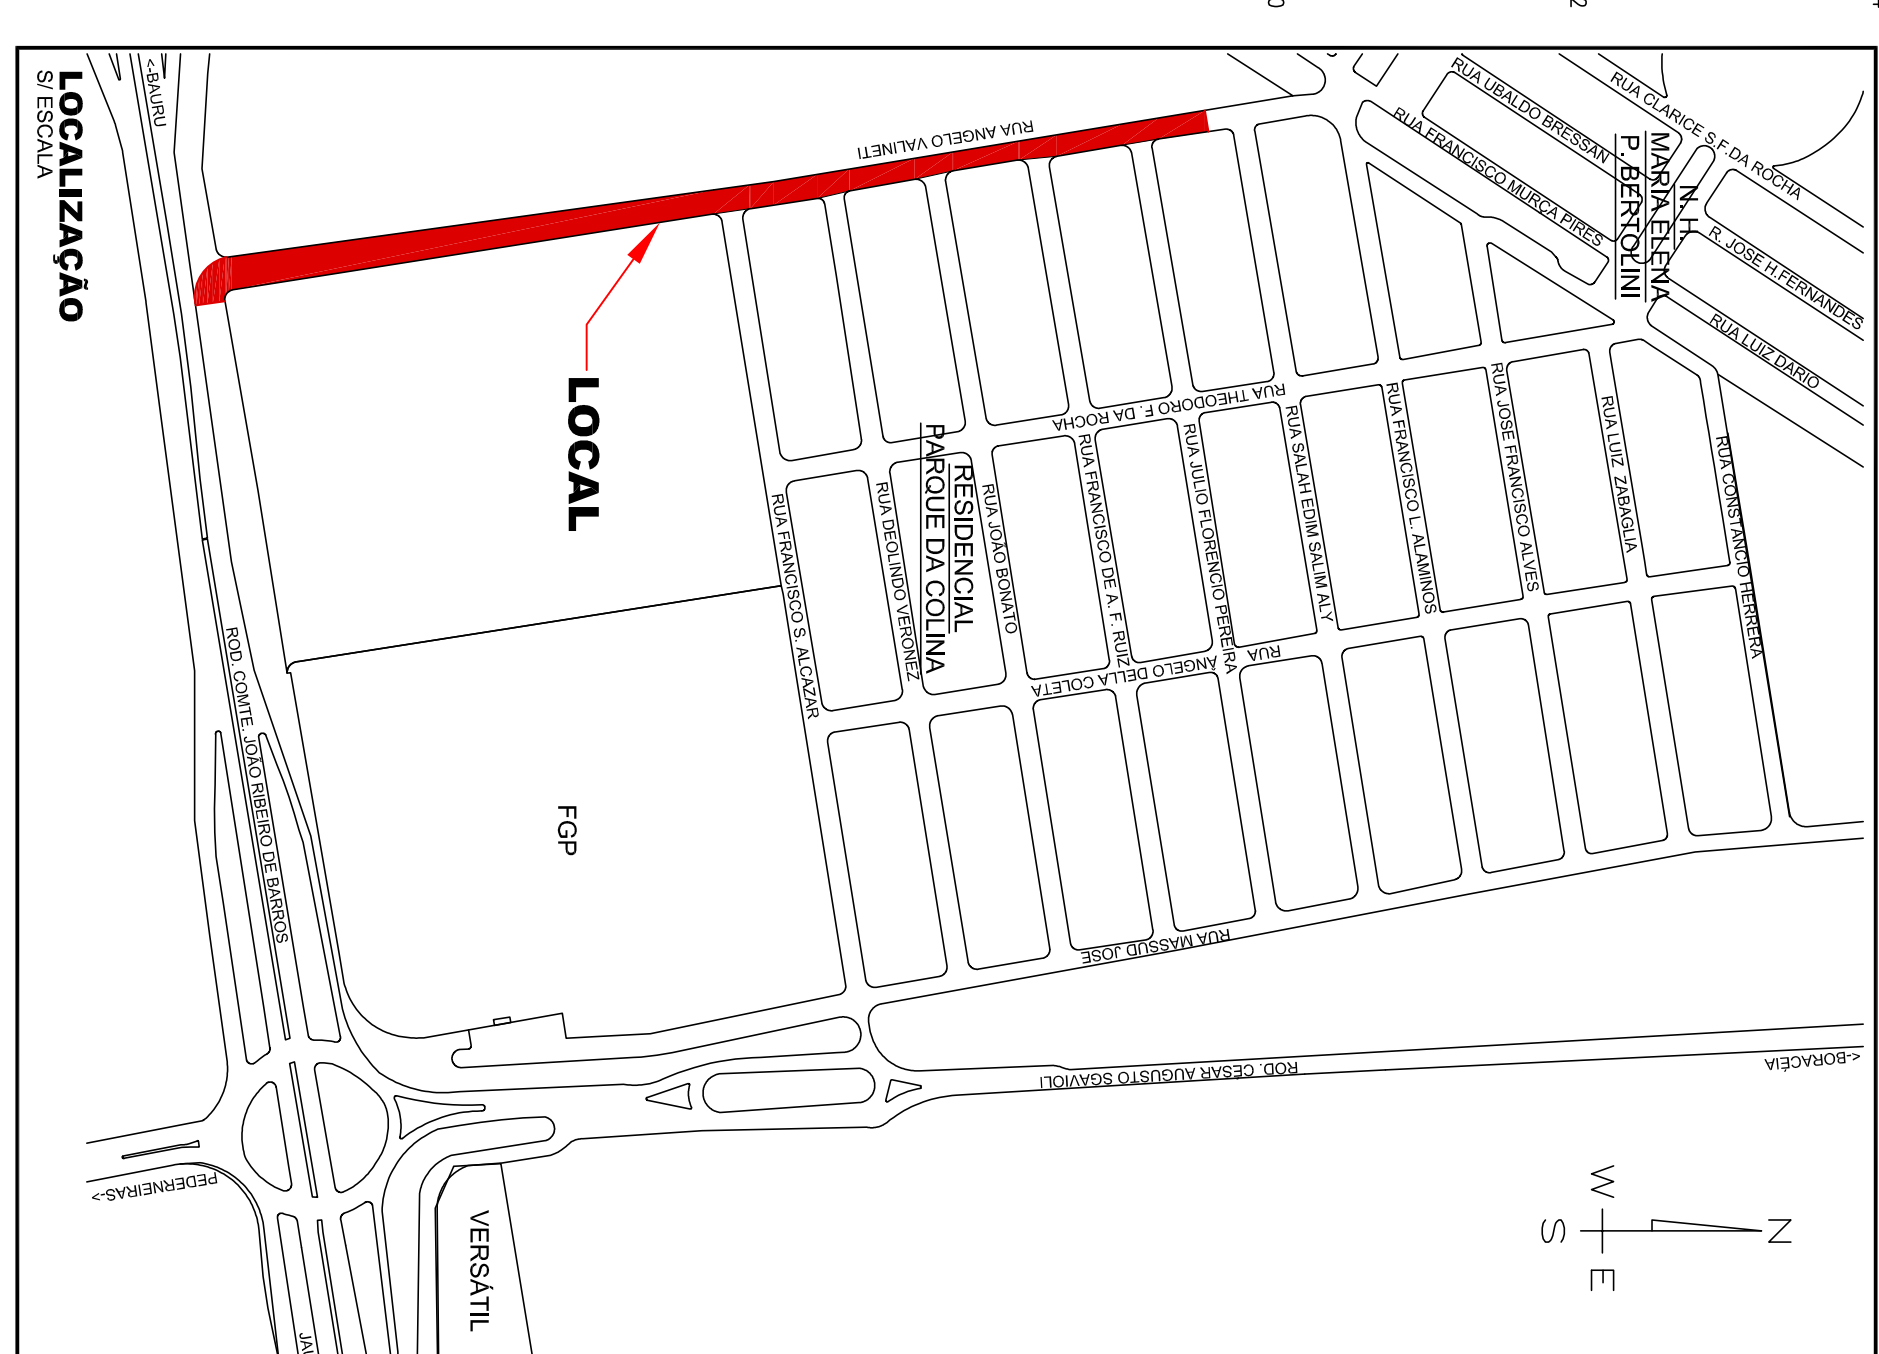 LOCALIZAÇÃO
S/ ESCALA
<-BAURU
RUA ANGELO VALINETI
LOCAL
RUA UBALDO BRESSAN
RUA CLARICE S.F.DA ROCHA
RUA FRANCISCO MURÇA PIRES
N.H.
MARIA ELENA
P. BERTOLINI
R. JOSE H.FERNANDES
RUA LUIZ DARIO
RUA THEODORO F. DA ROCHA
RUA CONSTANCIO HERRERA
RUA LUIZ ZABAGLIA
RUA JOSE FRANCISCO ALVES
RUA FRANCISCO L. ALAMINOS
RUA SALAH EDIM SALIM ALY
RUA JULIO FLORENCIO PEREIRA
RUA FRANCISCO DE A. F. RUIZ
RUA JOÃO BONATO
RESIDENCIAL
PARQUE DA COLINA
RUA DEOLINDO VERONEZ
RUA FRANCISCO S. ALCAZAR
RUA ÂNGELO DELLA COLETA
ROD. COMTE. JOÃO RIBEIRO DE BARROS
FGP
RUA MASSUD JOSE
ROD. CÉSAR AUGUSTO SGAVIOLI
<-BORACÉIA
PEDERNEIRAS->
VERSÁTIL
JAU
N
W
E
S